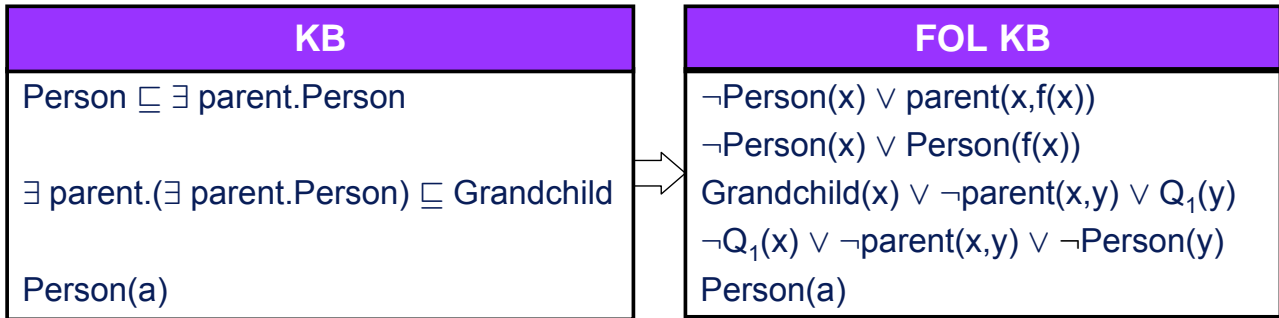 KB
Person ⊑ ∃ parent.Person
∃ parent.(∃ parent.Person) ⊑ Grandchild
Person(a)
FOL KB
¬Person(x) ∨ parent(x,f(x))
¬Person(x) ∨ Person(f(x))
Grandchild(x) ∨ ¬parent(x,y) ∨ Q₁(y)
¬Q₁(x) ∨ ¬parent(x,y) ∨ ¬Person(y)
Person(a)